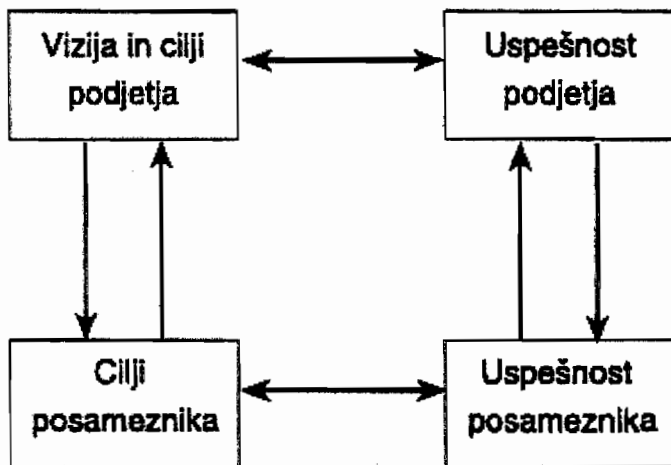 Vizija in cilji
podjetja
Uspešnost
podjetja
Cilji
posameznika
Uspešnost
posameznika